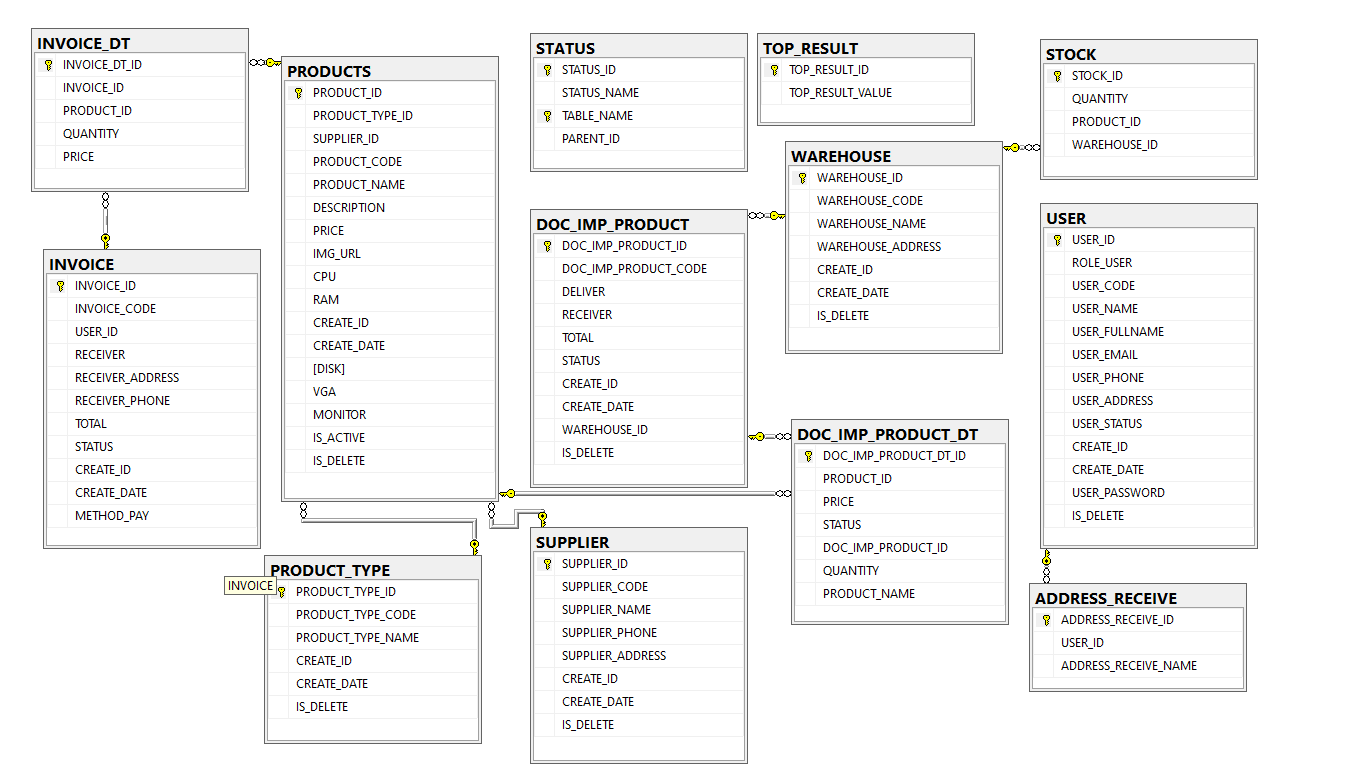 INVOICE_DT
INVOICE_DT_ID
INVOICE_ID
PRODUCT_ID
QUANTITY
PRICE
PRODUCTS
PRODUCT_ID
PRODUCT_TYPE_ID
SUPPLIER_ID
PRODUCT_CODE
PRODUCT_NAME
DESCRIPTION
PRICE
IMG_URL
CPU
RAM
CREATE_ID
CREATE_DATE
[DISK]
VGA
MONITOR
IS_ACTIVE
IS_DELETE
STATUS
STATUS_ID
STATUS_NAME
TABLE_NAME
PARENT_ID
TOP_RESULT
TOP_RESULT_ID
TOP_RESULT_VALUE
STOCK
STOCK_ID
QUANTITY
PRODUCT_ID
WAREHOUSE_ID
WAREHOUSE
WAREHOUSE_ID
WAREHOUSE_CODE
WAREHOUSE_NAME
WAREHOUSE_ADDRESS
CREATE_ID
CREATE_DATE
IS_DELETE
USER
USER_ID
ROLE_USER
USER_CODE
USER_NAME
USER_FULLNAME
USER_EMAIL
USER_PHONE
USER_ADDRESS
USER_STATUS
CREATE_ID
CREATE_DATE
USER_PASSWORD
IS_DELETE
DOC_IMP_PRODUCT
DOC_IMP_PRODUCT_ID
DOC_IMP_PRODUCT_CODE
DELIVER
RECEIVER
TOTAL
STATUS
CREATE_ID
CREATE_DATE
WAREHOUSE_ID
IS_DELETE
INVOICE
INVOICE_ID
INVOICE_CODE
USER_ID
RECEIVER
RECEIVER_ADDRESS
RECEIVER_PHONE
TOTAL
STATUS
CREATE_ID
CREATE_DATE
METHOD_PAY
DOC_IMP_PRODUCT_DT
DOC_IMP_PRODUCT_DT_ID
PRODUCT_ID
PRICE
STATUS
DOC_IMP_PRODUCT_ID
QUANTITY
PRODUCT_NAME
PRODUCT_TYPE
INVOICE
PRODUCT_TYPE_ID
PRODUCT_TYPE_CODE
PRODUCT_TYPE_NAME
CREATE_ID
CREATE_DATE
IS_DELETE
SUPPLIER
SUPPLIER_ID
SUPPLIER_CODE
SUPPLIER_NAME
SUPPLIER_PHONE
SUPPLIER_ADDRESS
CREATE_ID
CREATE_DATE
IS_DELETE
ADDRESS_RECEIVE
ADDRESS_RECEIVE_ID
USER_ID
ADDRESS_RECEIVE_NAME